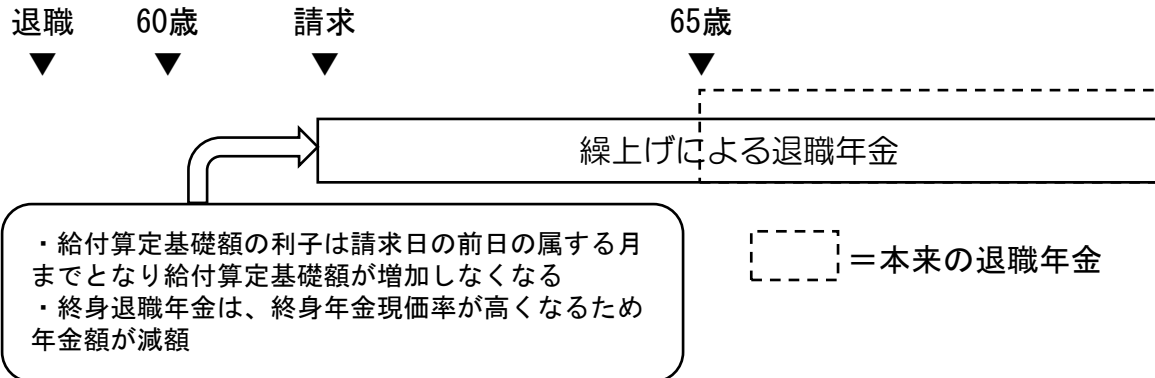 退職 60歳 請求 65歳
繰上げによる退職年金
・給付算定基礎額の利子は請求日の前日の属する月
までとなり給付算定基礎額が増加しなくなる
・終身退職年金は、終身年金現価率が高くなるため
年金額が減額
＝本来の退職年金